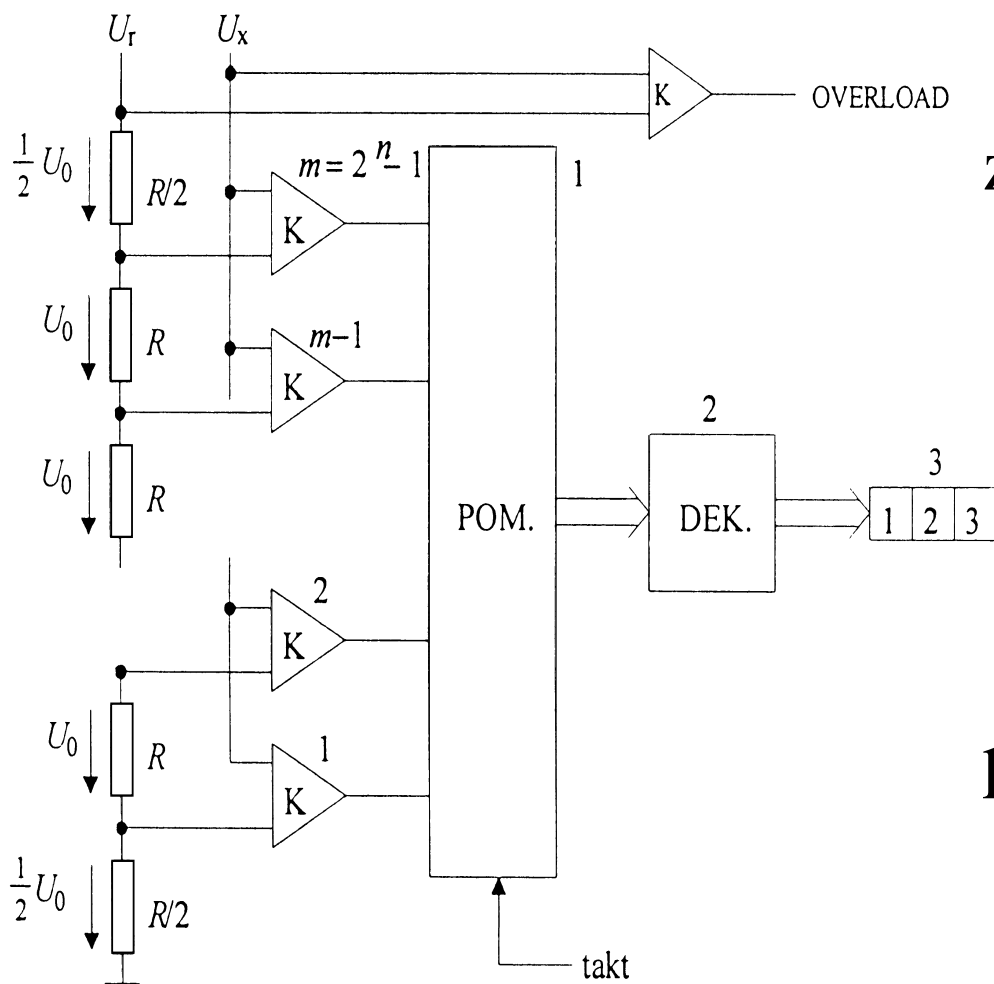 Ur Ux
K OVERLOAD
1/2 U0 R/2
m = 2^n - 1
K
1
U0 R
m-1
K
U0 R
POM.
2
DEK.
3
1 2 3
2
K
U0 R
1
K
1/2 U0 R/2
takt